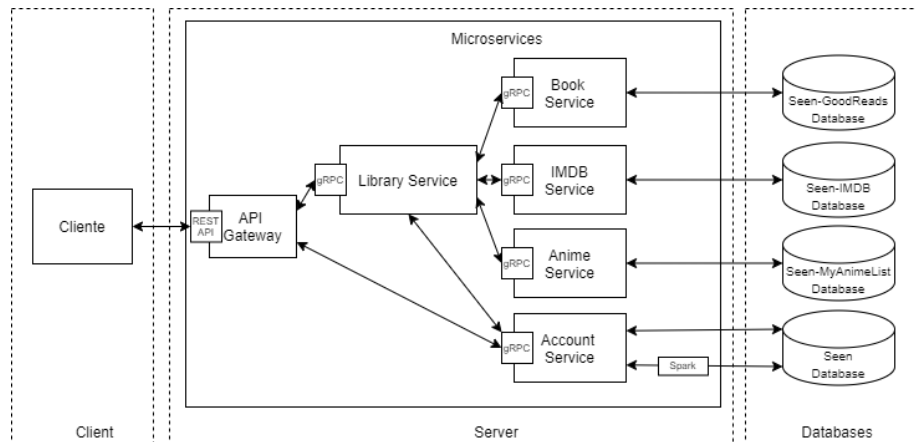 Microservices
Cliente
REST
API
API
Gateway
gRPC
Library Service
gRPC
Book
Service
gRPC
IMDB
Service
gRPC
Anime
Service
gRPC
Account
Service
Spark
Seen-GoodReads
Database
Seen-IMDB
Database
Seen-MyAnimeList
Database
Seen
Database
Client
Server
Databases